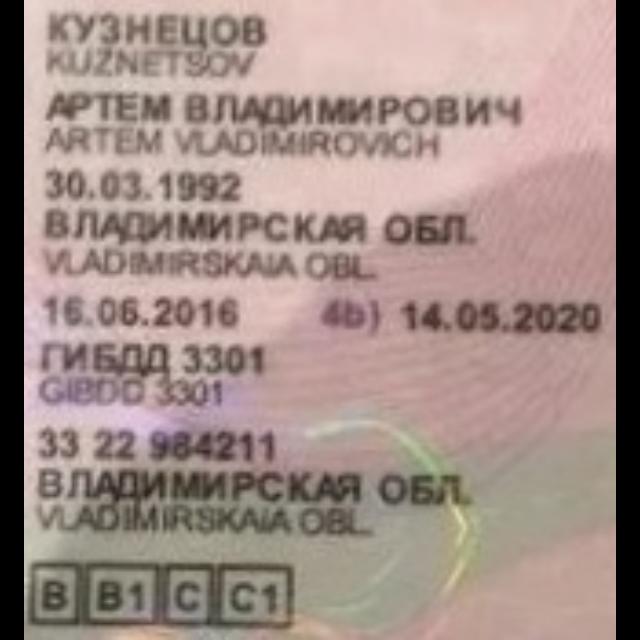 КУЗНЕЦОВ
KUZNETSOV
АРТЕМ ВЛАДИМИРОВИЧ
ARTEM VLADIMIROVICH
30.03.1992
ВЛАДИМИРСКАЯ ОБЛ.
VLADIMIRSKAIA OBL.
16.06.2016 4b) 14.05.2020
ГИБДД 3301
GIBDD 3301
33 22 984211
ВЛАДИМИРСКАЯ ОБЛ.
VLADIMIRSKAIA OBL.
B B1 C C1